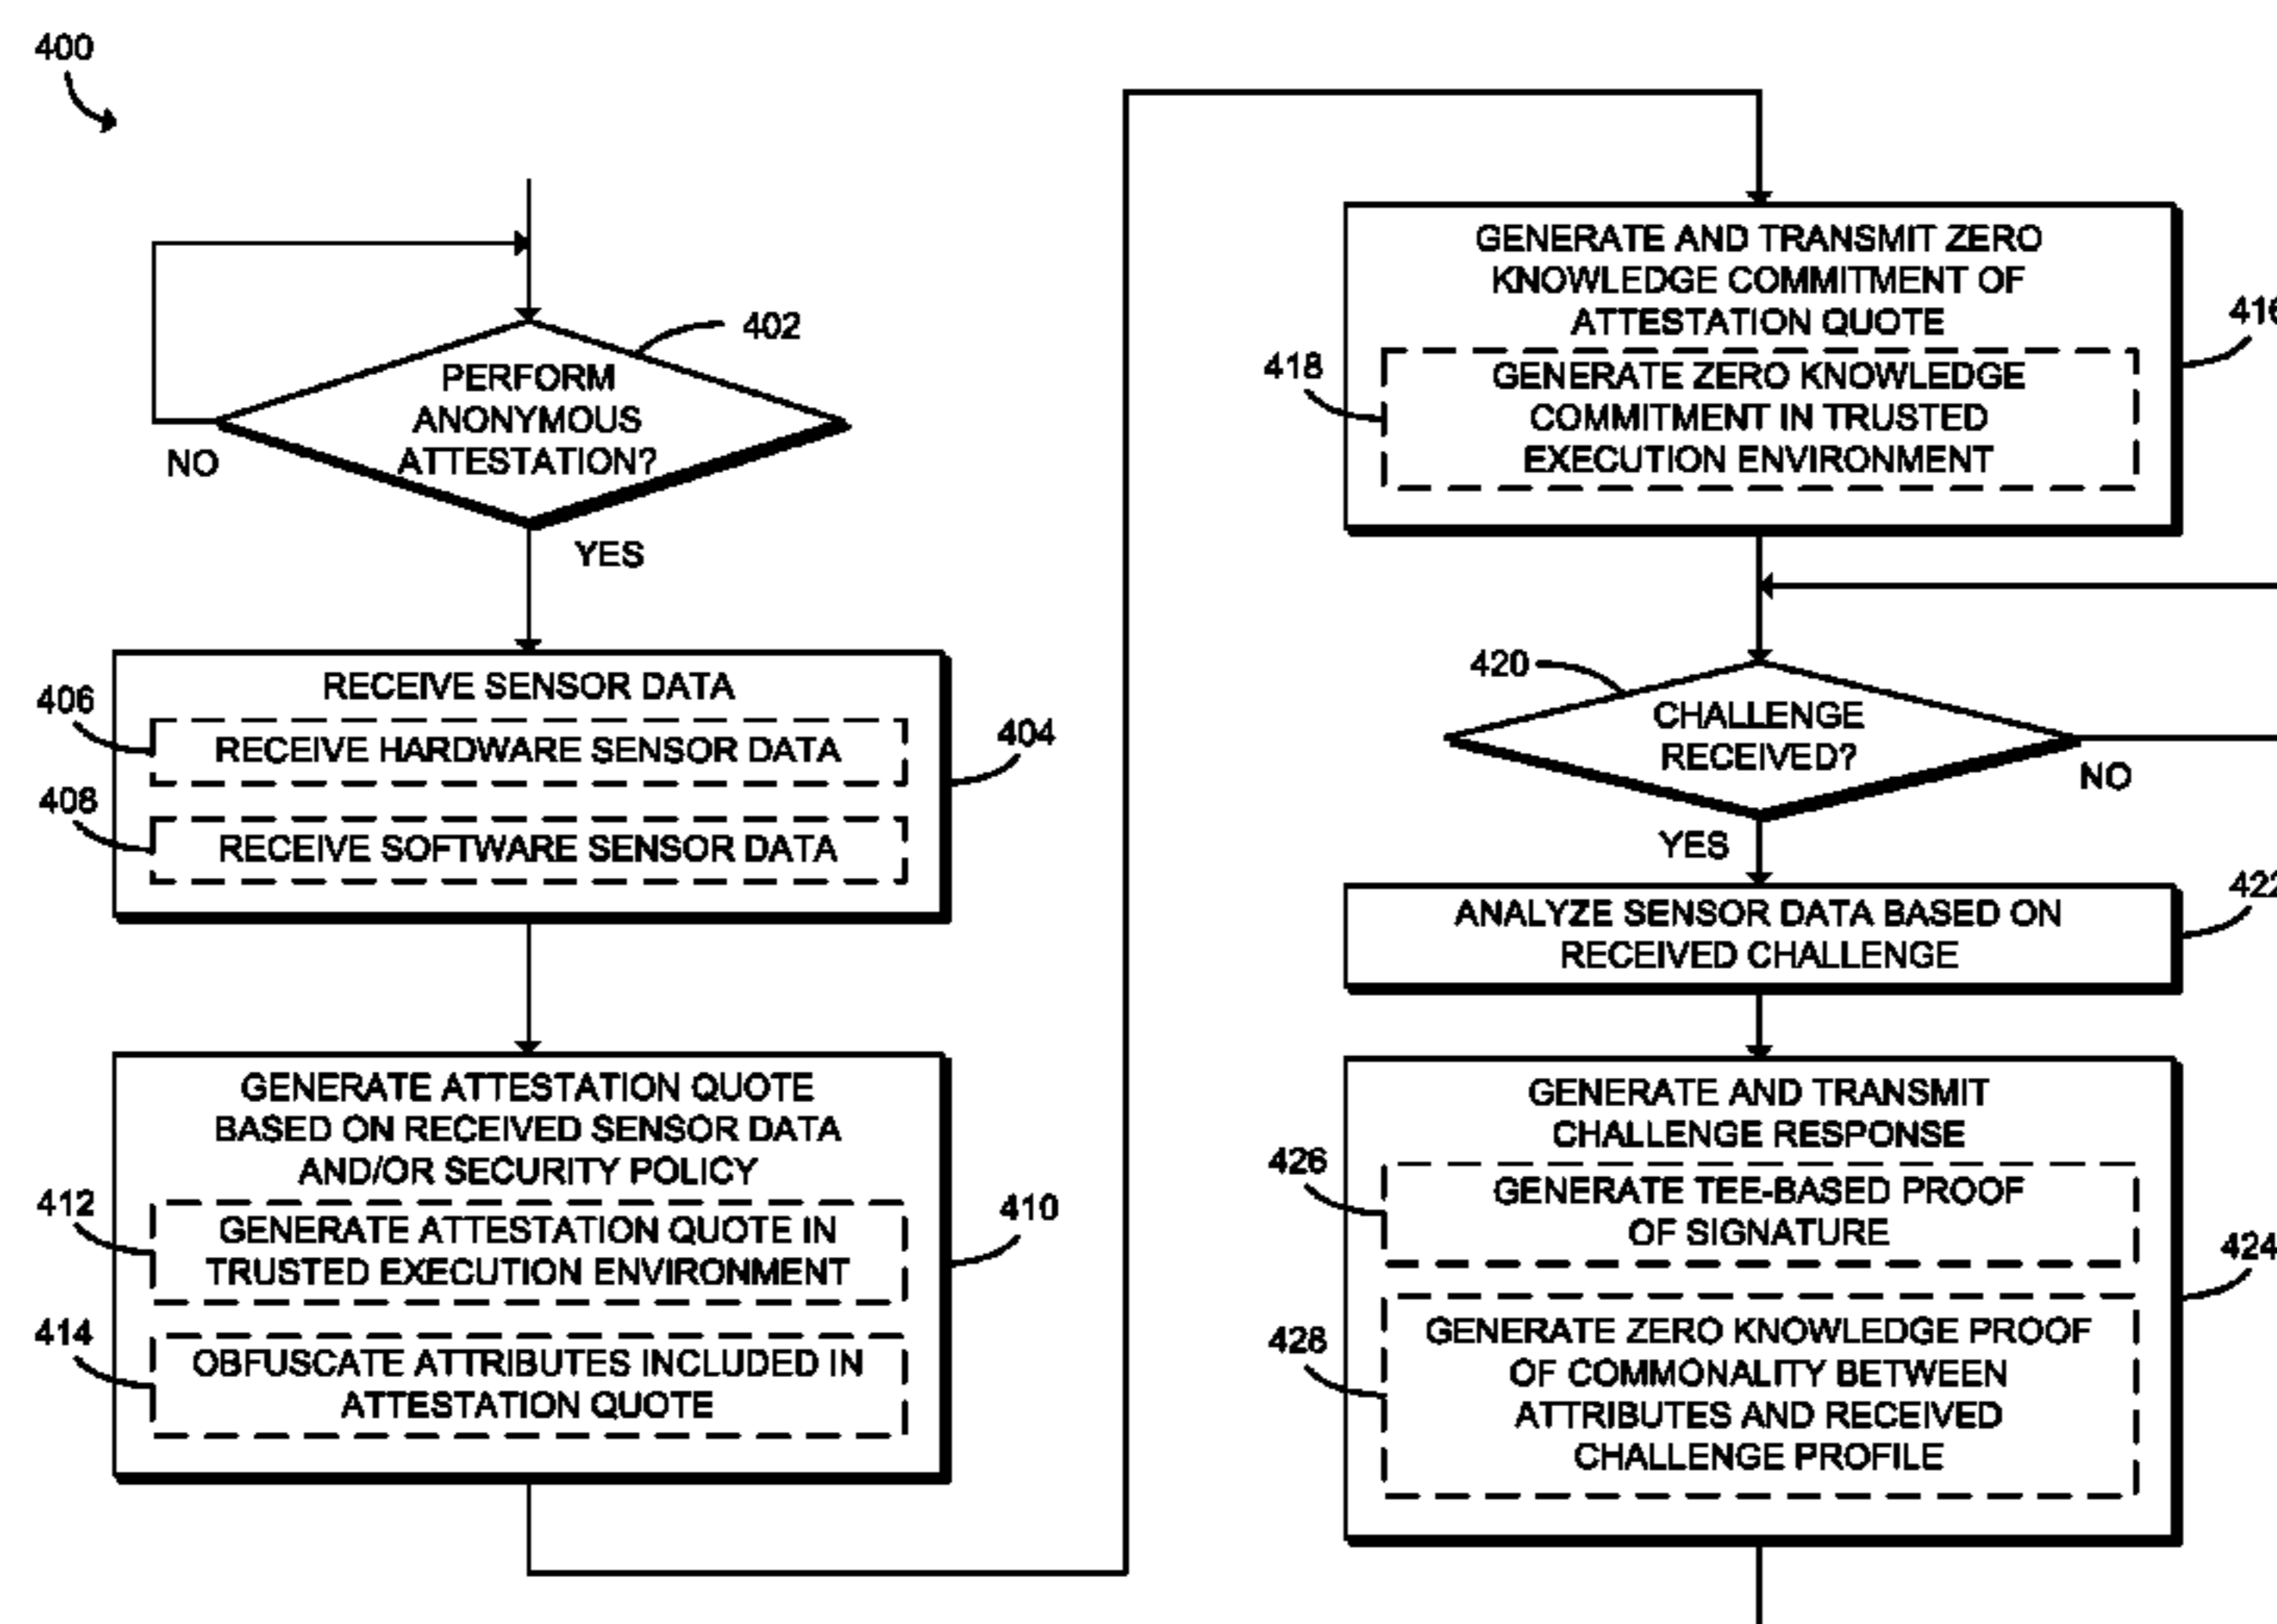 400
402
PERFORM
ANONYMOUS
ATTESTATION?
NO
YES
RECEIVE SENSOR DATA
406
RECEIVE HARDWARE SENSOR DATA
404
408
RECEIVE SOFTWARE SENSOR DATA
GENERATE ATTESTATION QUOTE
BASED ON RECEIVED SENSOR DATA
AND/OR SECURITY POLICY
412
GENERATE ATTESTATION QUOTE IN
TRUSTED EXECUTION ENVIRONMENT
410
414
OBFUSCATE ATTRIBUTES INCLUDED IN
ATTESTATION QUOTE
GENERATE AND TRANSMIT ZERO
KNOWLEDGE COMMITMENT OF
ATTESTATION QUOTE
416
418
GENERATE ZERO KNOWLEDGE
COMMITMENT IN TRUSTED
EXECUTION ENVIRONMENT
420
CHALLENGE
RECEIVED?
NO
YES
422
ANALYZE SENSOR DATA BASED ON
RECEIVED CHALLENGE
GENERATE AND TRANSMIT
CHALLENGE RESPONSE
426
GENERATE TEE-BASED PROOF
OF SIGNATURE
424
428
GENERATE ZERO KNOWLEDGE PROOF
OF COMMONALITY BETWEEN
ATTRIBUTES AND RECEIVED
CHALLENGE PROFILE